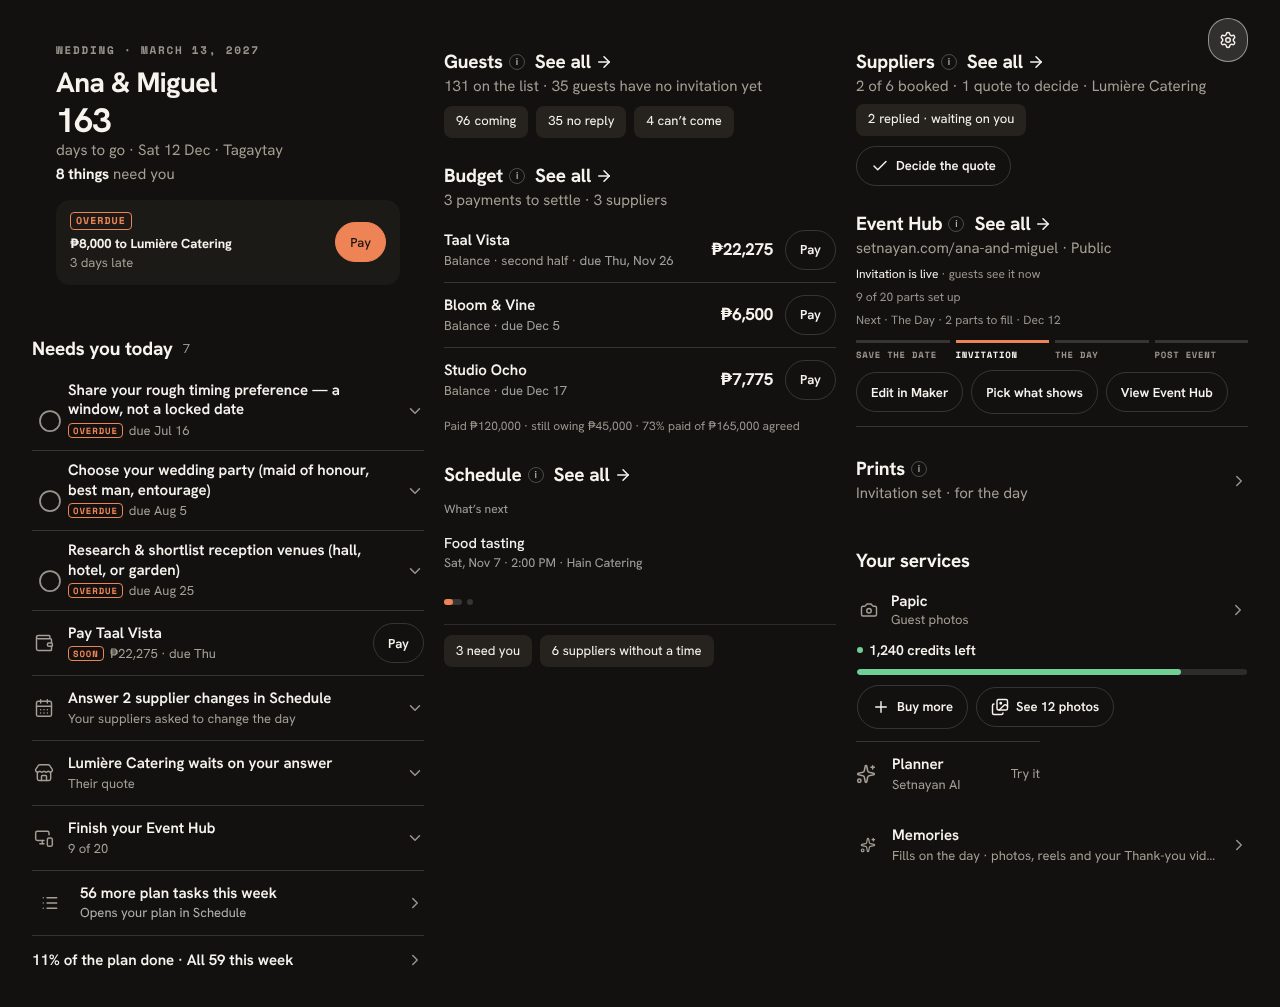 WEDDING · MARCH 13, 2027
Ana & Miguel
163
days to go · Sat 12 Dec · Tagaytay
8 things need you
OVERDUE
₱8,000 to Lumière Catering
3 days late
Pay
Needs you today 7
Share your rough timing preference — a
window, not a locked date
OVERDUE due Jul 16
Choose your wedding party (maid of honour,
best man, entourage)
OVERDUE due Aug 5
Research & shortlist reception venues (hall,
hotel, or garden)
OVERDUE due Aug 25
Pay Taal Vista
SOON ₱22,275 · due Thu
Pay
Answer 2 supplier changes in Schedule
Your suppliers asked to change the day
Lumière Catering waits on your answer
Their quote
Finish your Event Hub
9 of 20
56 more plan tasks this week
Opens your plan in Schedule
11% of the plan done · All 59 this week
Guests i See all →
131 on the list · 35 guests have no invitation yet
96 coming 35 no reply 4 can’t come
Budget i See all →
3 payments to settle · 3 suppliers
Taal Vista
Balance · second half · due Thu, Nov 26
₱22,275 Pay
Bloom & Vine
Balance · due Dec 5
₱6,500 Pay
Studio Ocho
Balance · due Dec 17
₱7,775 Pay
Paid ₱120,000 · still owing ₱45,000 · 73% paid of ₱165,000 agreed
Schedule i See all →
What’s next
Food tasting
Sat, Nov 7 · 2:00 PM · Hain Catering
3 need you 6 suppliers without a time
Suppliers i See all →
2 of 6 booked · 1 quote to decide · Lumière Catering
2 replied · waiting on you
Decide the quote
Event Hub i See all →
setnayan.com/ana-and-miguel · Public
Invitation is live · guests see it now
9 of 20 parts set up
Next · The Day · 2 parts to fill · Dec 12
SAVE THE DATE INVITATION THE DAY POST EVENT
Edit in Maker Pick what shows View Event Hub
Prints i
Invitation set · for the day
Your services
Papic
Guest photos
1,240 credits left
Buy more See 12 photos
Planner
Setnayan AI
Try it
Memories
Fills on the day · photos, reels and your Thank-you vid...